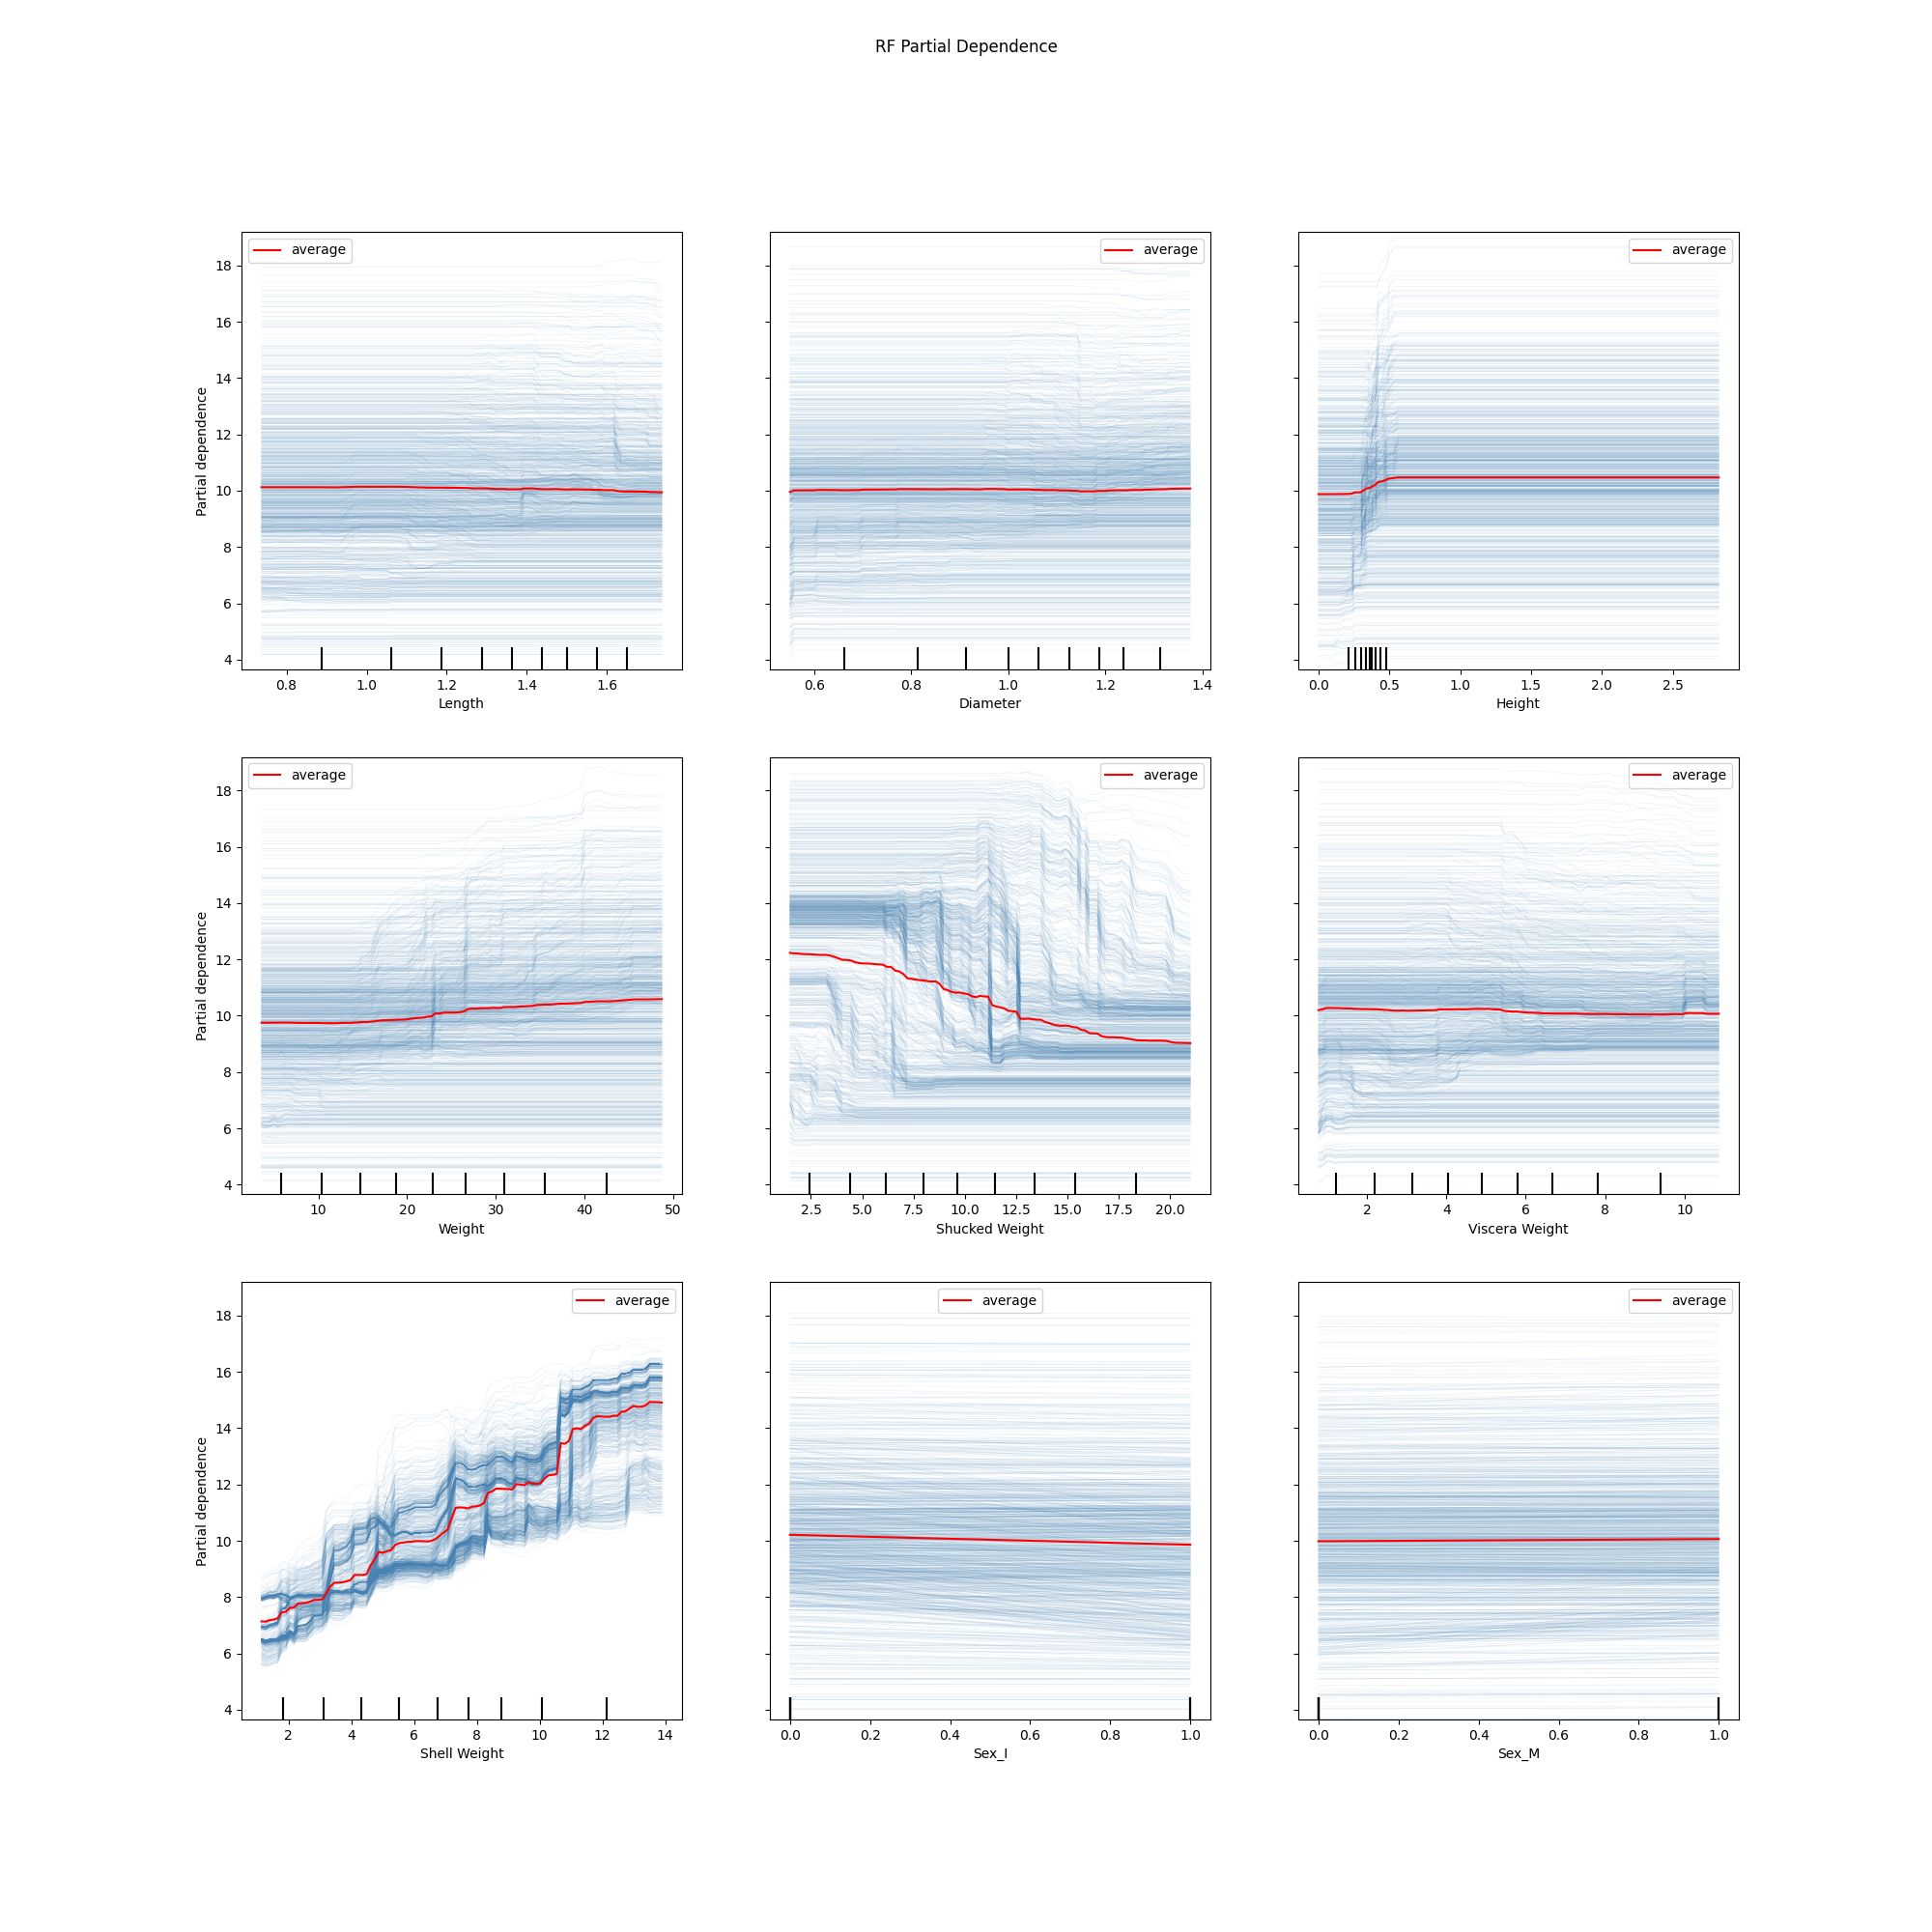 RF Partial Dependence
average
average
average
18
16
14
12
10
8
6
4
Partial dependence
0.8 1.0 1.2 1.4 1.6
0.6 0.8 1.0 1.2 1.4
0.0 0.5 1.0 1.5 2.0 2.5
Length
Diameter
Height
average
average
average
18
16
14
12
10
8
6
4
Partial dependence
10 20 30 40 50
2.5 5.0 7.5 10.0 12.5 15.0 17.5 20.0
2 4 6 8 10
Weight
Shucked Weight
Viscera Weight
average
average
average
18
16
14
12
10
8
6
4
Partial dependence
2 4 6 8 10 12 14
0.0 0.2 0.4 0.6 0.8 1.0
0.0 0.2 0.4 0.6 0.8 1.0
Shell Weight
Sex_I
Sex_M